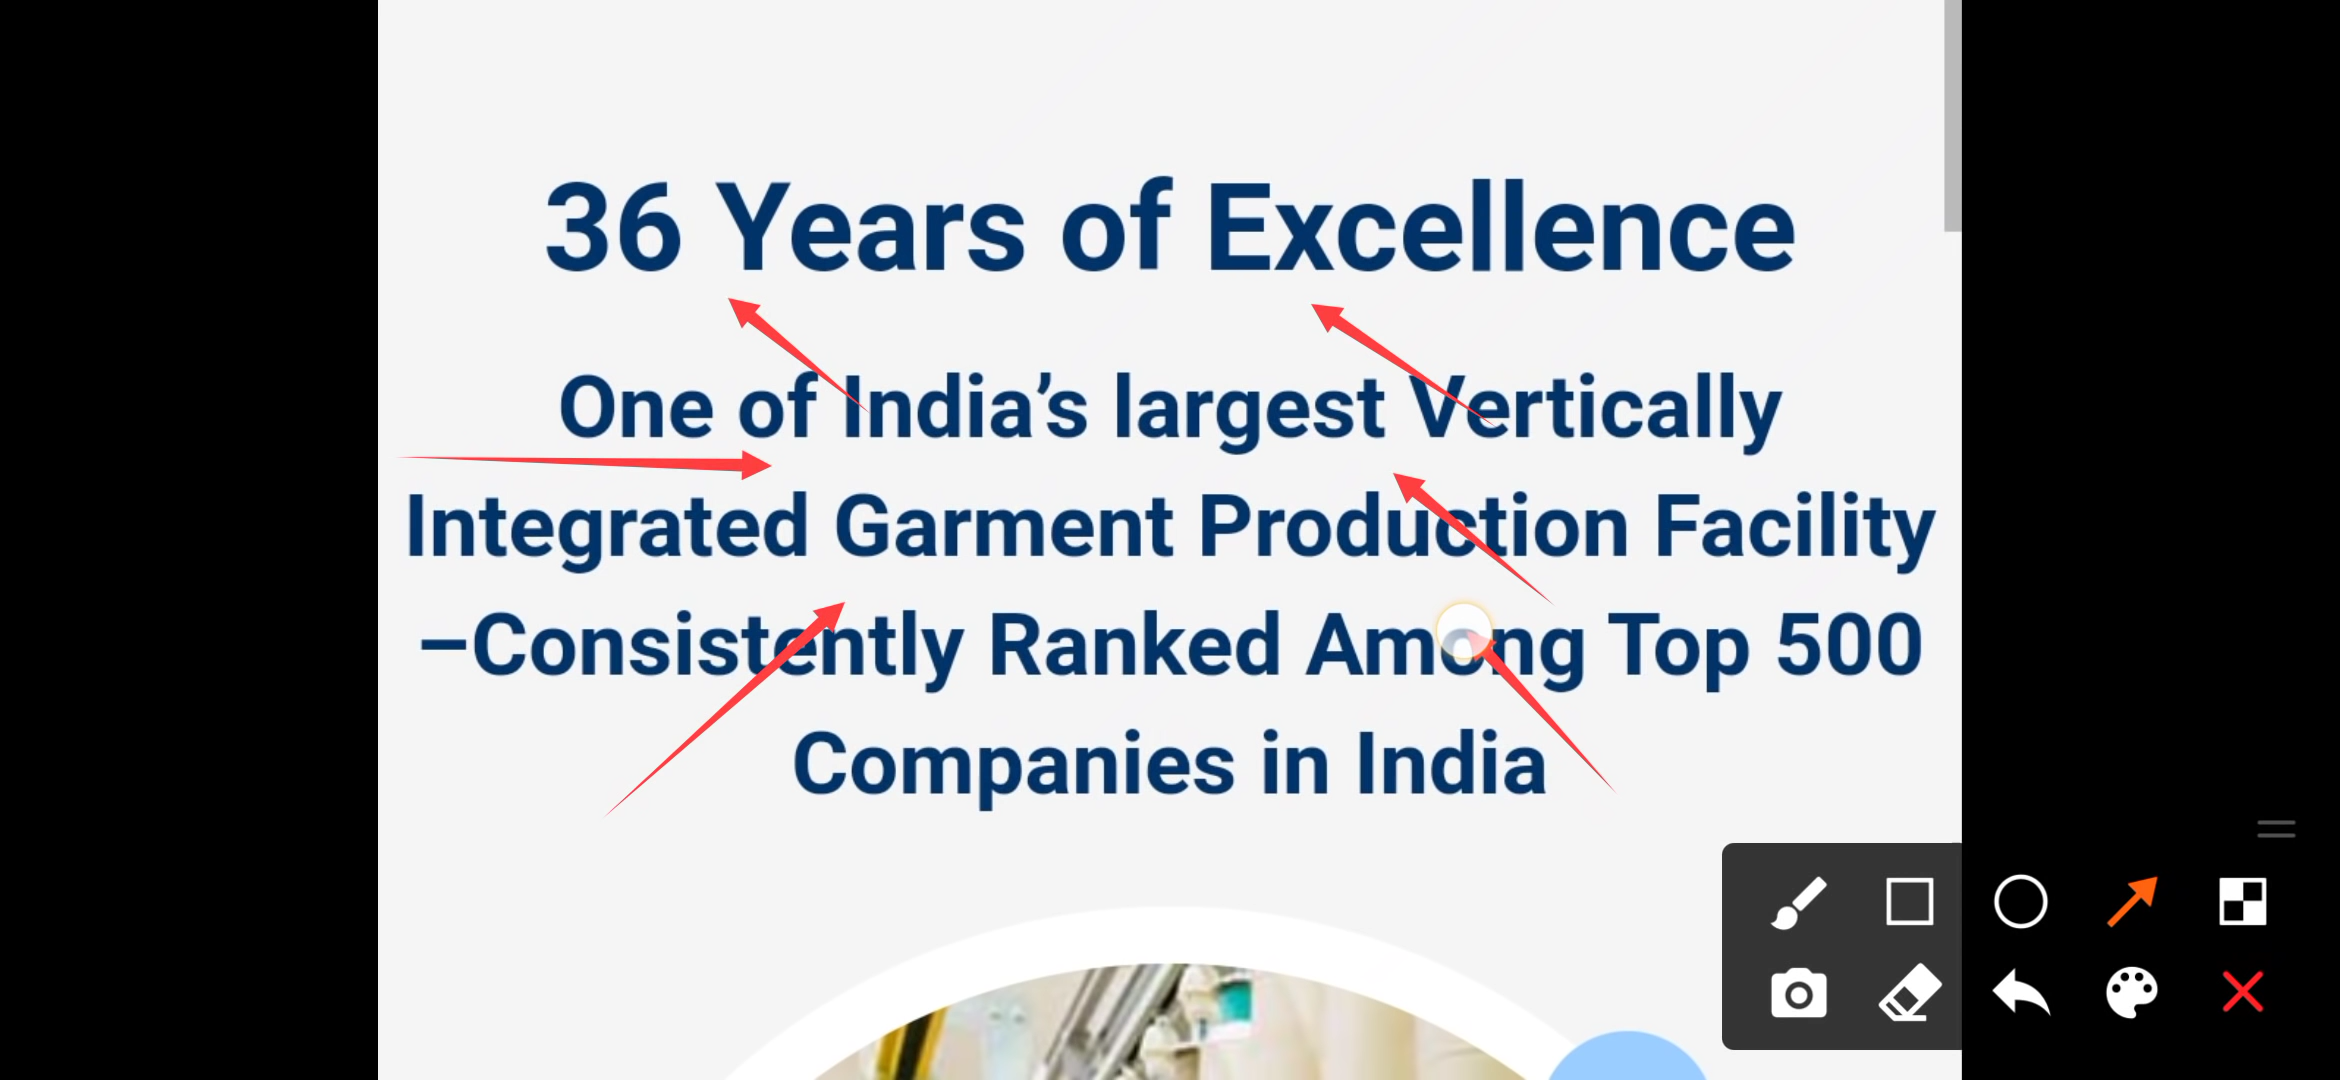 36 Years of Excellence
One of India’s largest Vertically
Integrated Garment Production Facility
–Consistently Ranked Among Top 500
Companies in India